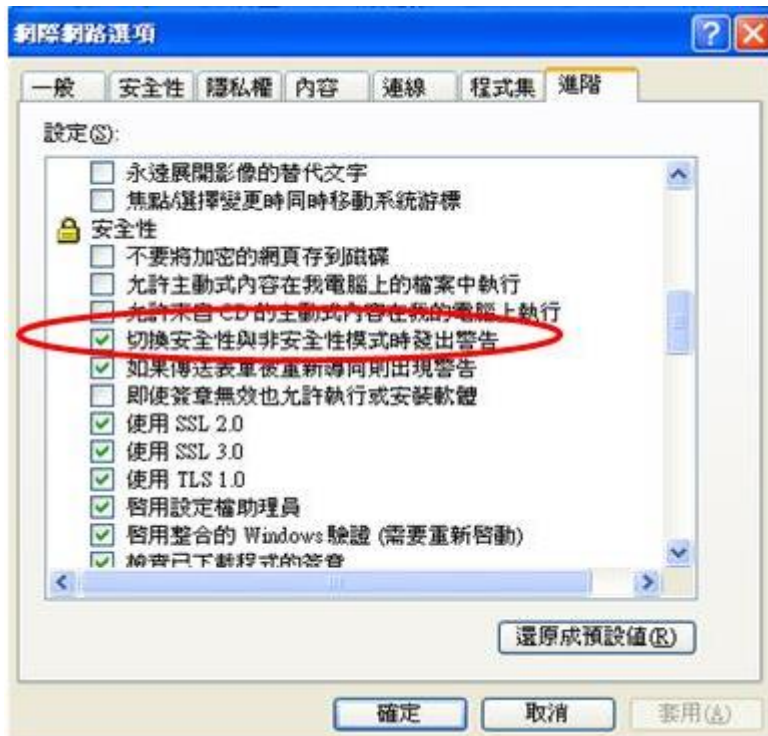 網際網路選項
一般 安全性 隱私權 內容 連線 程式集 進階
設定(S):
永遠展開影像的替代文字
焦點/選擇變更時同時移動系統游標
安全性
不要將加密的網頁存到磁碟
允許主動式內容在我電腦上的檔案中執行
允許來自 CD 的主動式內容在我的電腦上執行
切換安全性與非安全性模式時發出警告
如果傳送表單被重新導向則出現警告
即使簽章無效也允許執行或安裝軟體
使用 SSL 2.0
使用 SSL 3.0
使用 TLS 1.0
啟用設定檔助理員
啟用整合的 Windows 驗證 (需要重新啟動)
檢查已下載程式的簽章
還原成預設值(R)
確定 取消 套用(A)